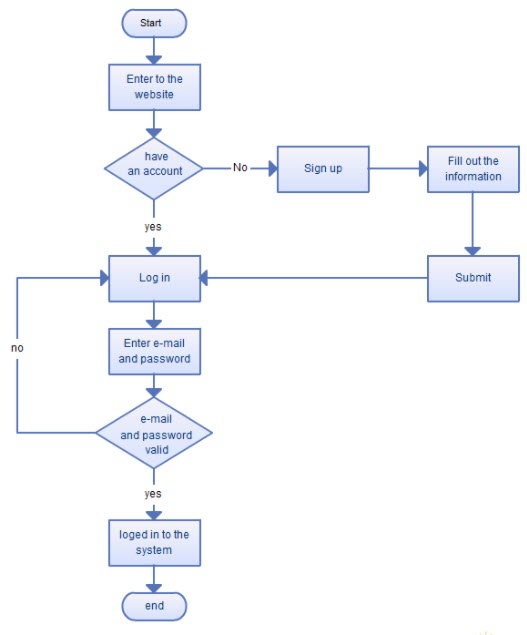 Start
Enter to the
website
have
an account
No
Sign up
Fill out the
information
yes
Log in
Submit
no
Enter e-mail
and password
e-mail
and password
valid
yes
loged in to the
system
end